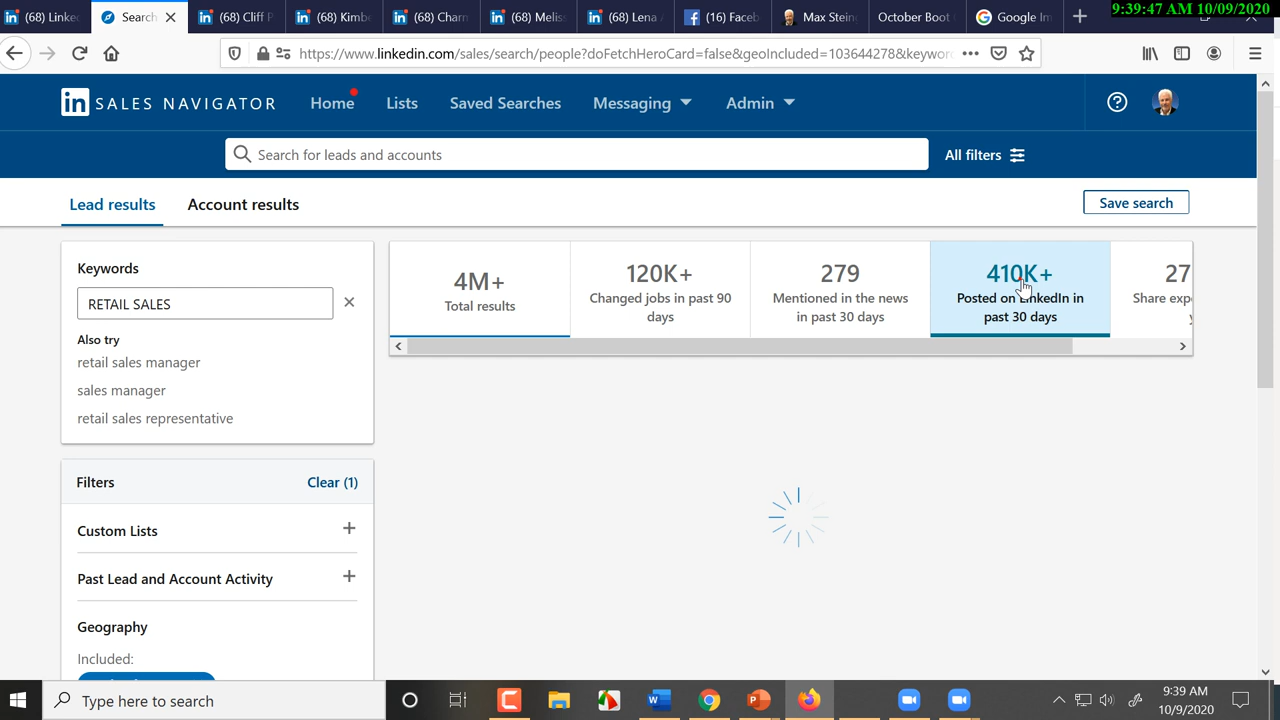 9:39:47 AM 10/09/2020
(68) Linke
Search
(68) Cliff P
(68) Kimbe
(68) Charm
(68) Meliss
(68) Lena
(16) Faceb
Max Stein
October Boot
Google Im
https://www.linkedin.com/sales/search/people?doFetchHeroCard=false&geoIncluded=103644278&keywor
in SALES NAVIGATOR
Home
Lists
Saved Searches
Messaging
Admin
Search for leads and accounts
All filters
Lead results
Account results
Save search
Keywords
RETAIL SALES
Also try
retail sales manager
sales manager
retail sales representative
4M+
Total results
120K+
Changed jobs in past 90
days
279
Mentioned in the news
in past 30 days
410K+
Posted on LinkedIn in
past 30 days
27
Share exp
Filters
Clear (1)
Custom Lists
Past Lead and Account Activity
Geography
Included:
Type here to search
9:39 AM
10/9/2020